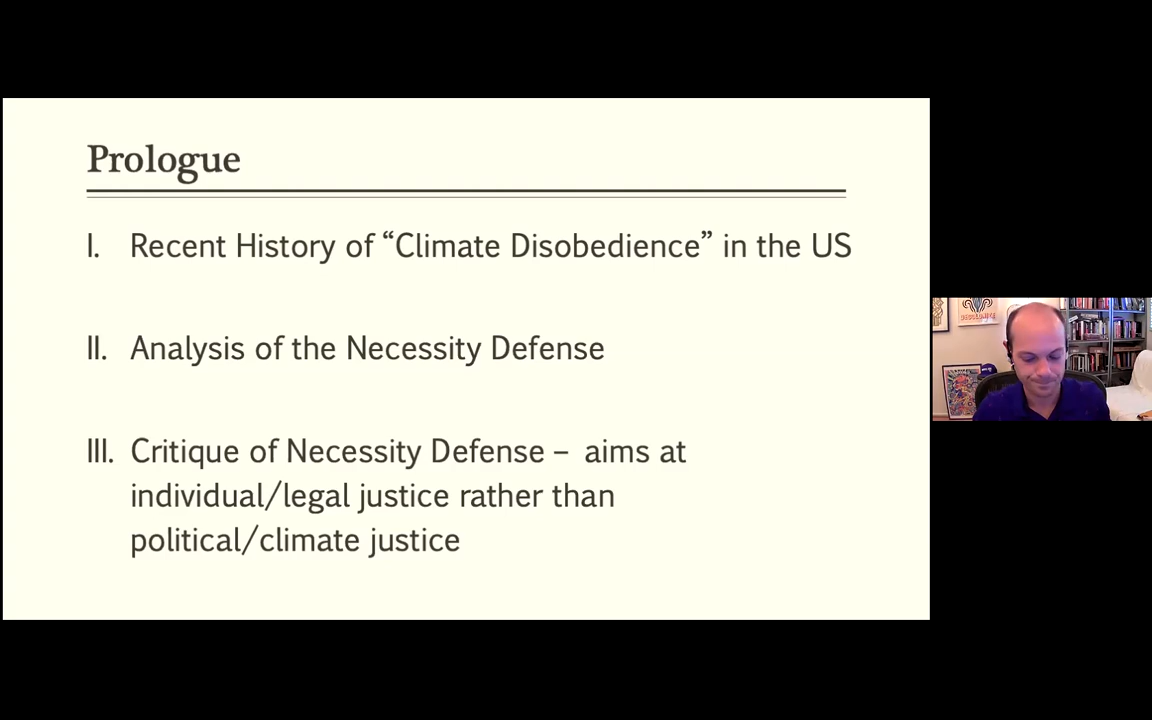 Prologue
I. Recent History of “Climate Disobedience” in the US
II. Analysis of the Necessity Defense
III. Critique of Necessity Defense – aims at
individual/legal justice rather than
political/climate justice